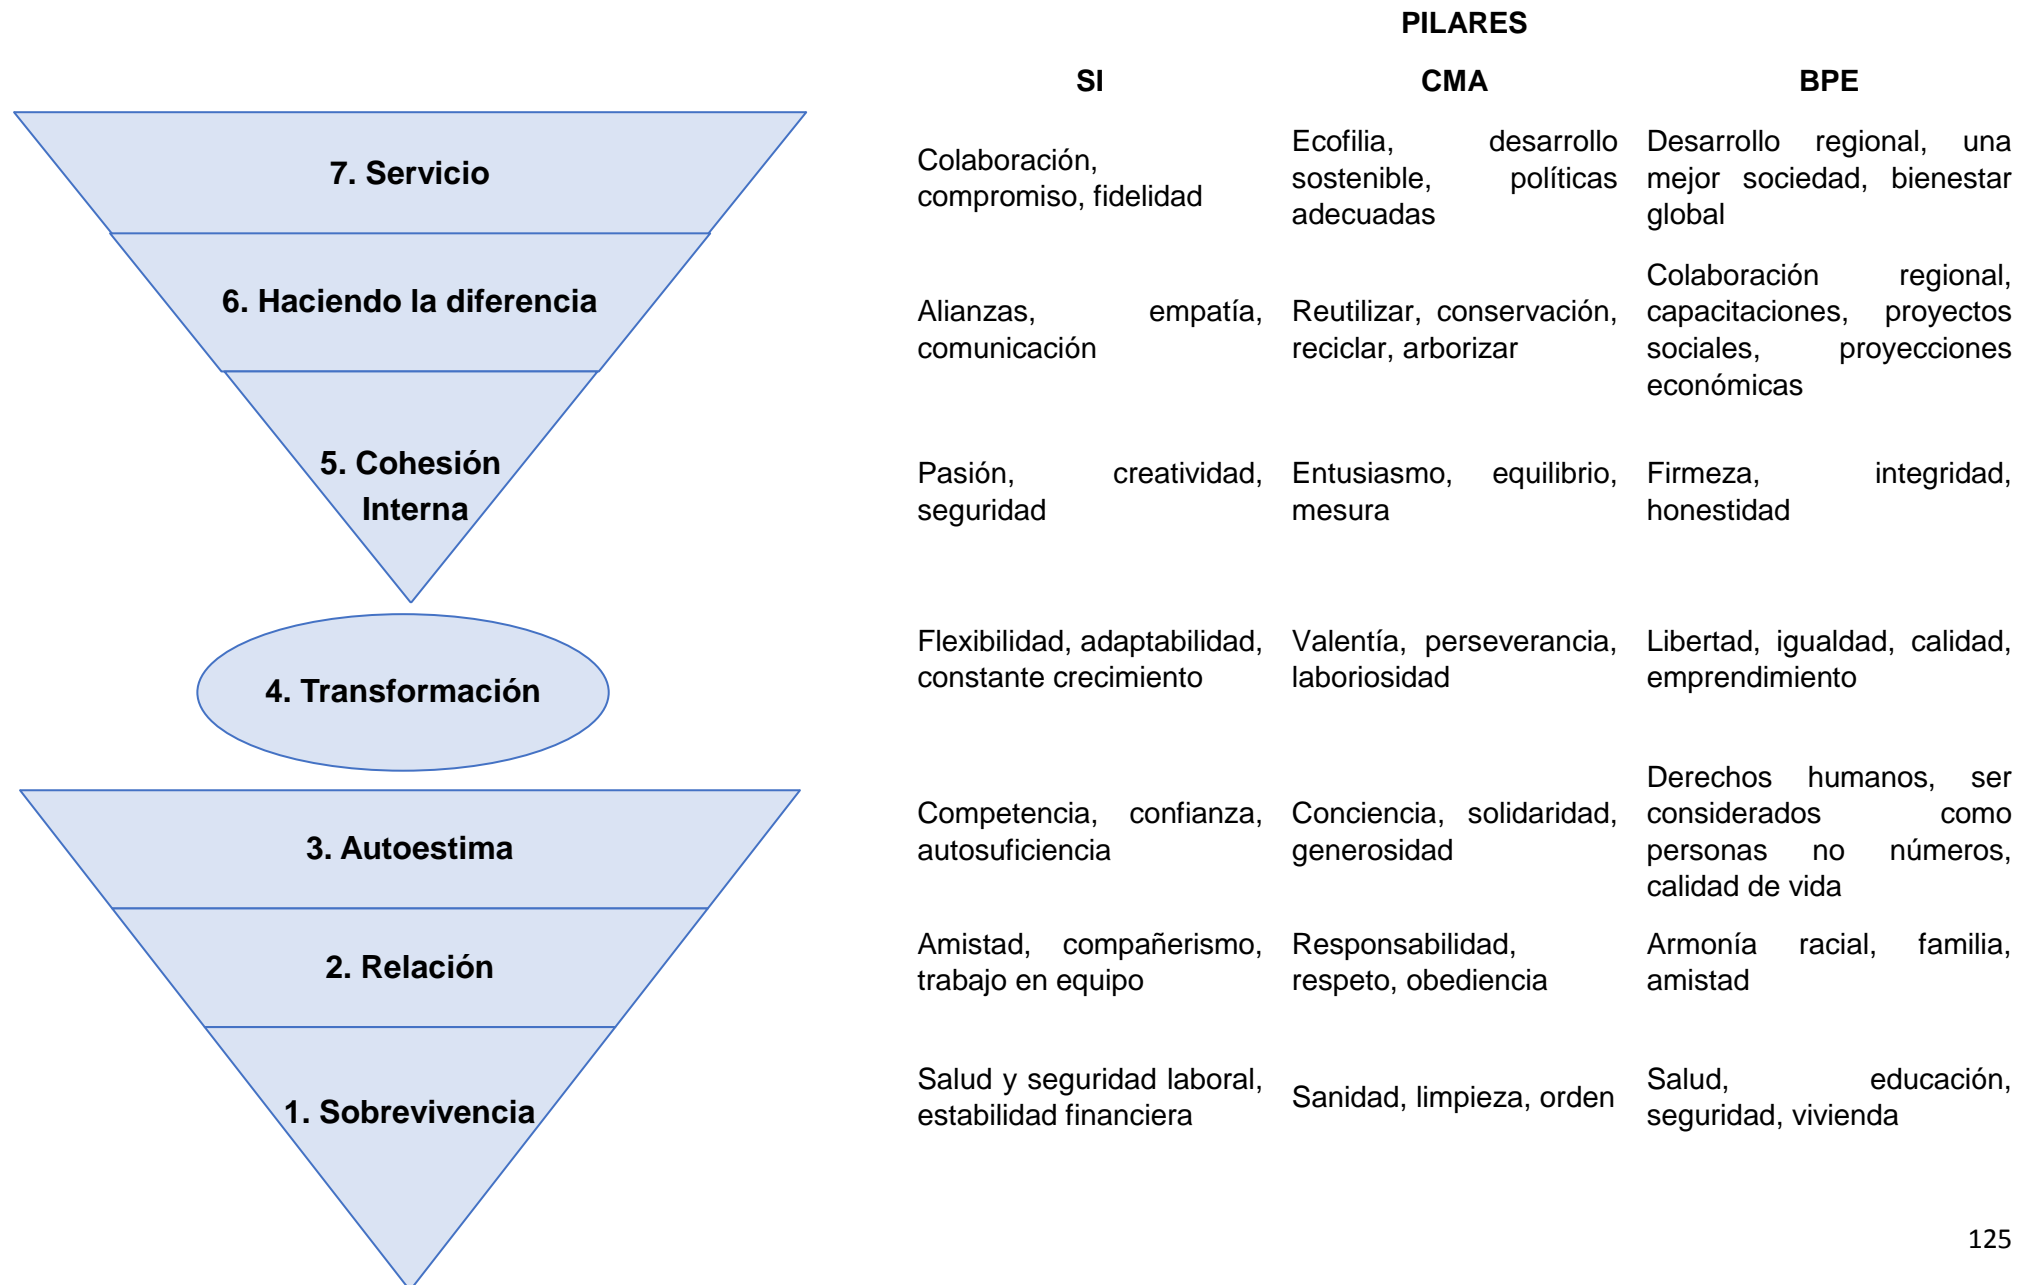 PILARES
SI CMA BPE
7. Servicio
Colaboración,
compromiso, fidelidad
Ecofilia, desarrollo
sostenible, políticas
adecuadas
Desarrollo regional, una
mejor sociedad, bienestar
global
6. Haciendo la diferencia
Alianzas, empatía,
comunicación
Reutilizar, conservación,
reciclar, arborizar
Colaboración regional,
capacitaciones, proyectos
sociales, proyecciones
económicas
5. Cohesión
Interna
Pasión, creatividad,
seguridad
Entusiasmo, equilibrio,
mesura
Firmeza, integridad,
honestidad
4. Transformación
Flexibilidad, adaptabilidad,
constante crecimiento
Valentía, perseverancia,
laboriosidad
Libertad, igualdad, calidad,
emprendimiento
3. Autoestima
Competencia, confianza,
autosuficiencia
Conciencia, solidaridad,
generosidad
Derechos humanos, ser
considerados como
personas no números,
calidad de vida
2. Relación
Amistad, compañerismo,
trabajo en equipo
Responsabilidad,
respeto, obediencia
Armonía racial, familia,
amistad
1. Sobrevivencia
Salud y seguridad laboral,
estabilidad financiera
Sanidad, limpieza, orden
Salud, educación,
seguridad, vivienda
125